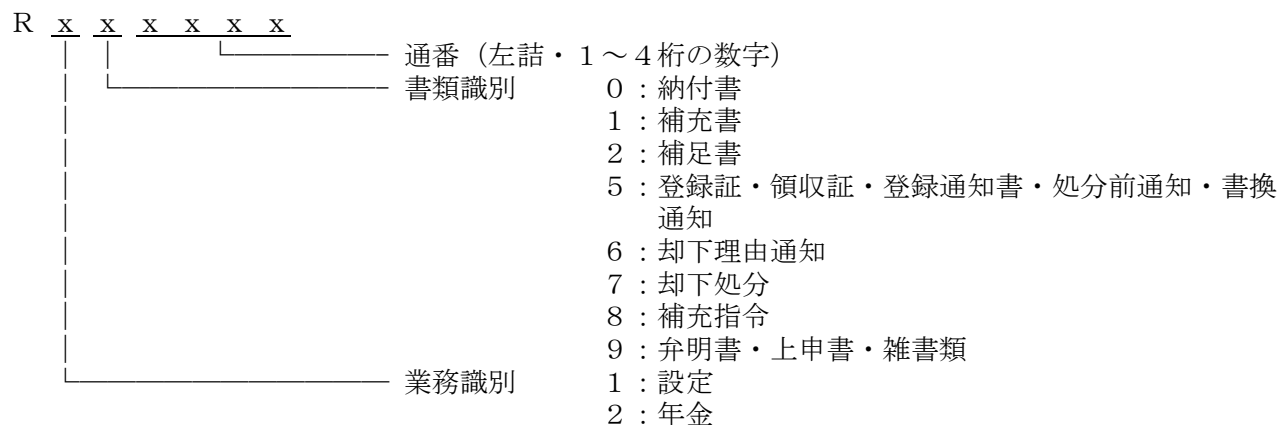 Ｒ ｘ ｘ ｘ ｘ ｘ ｘ
通番（左詰・１～４桁の数字）
書類識別　０：納付書
１：補充書
２：補足書
５：登録証・領収証・登録通知書・処分前通知・書換
通知
６：却下理由通知
７：却下処分
８：補充指令
９：弁明書・上申書・雑書類
業務識別　１：設定
２：年金